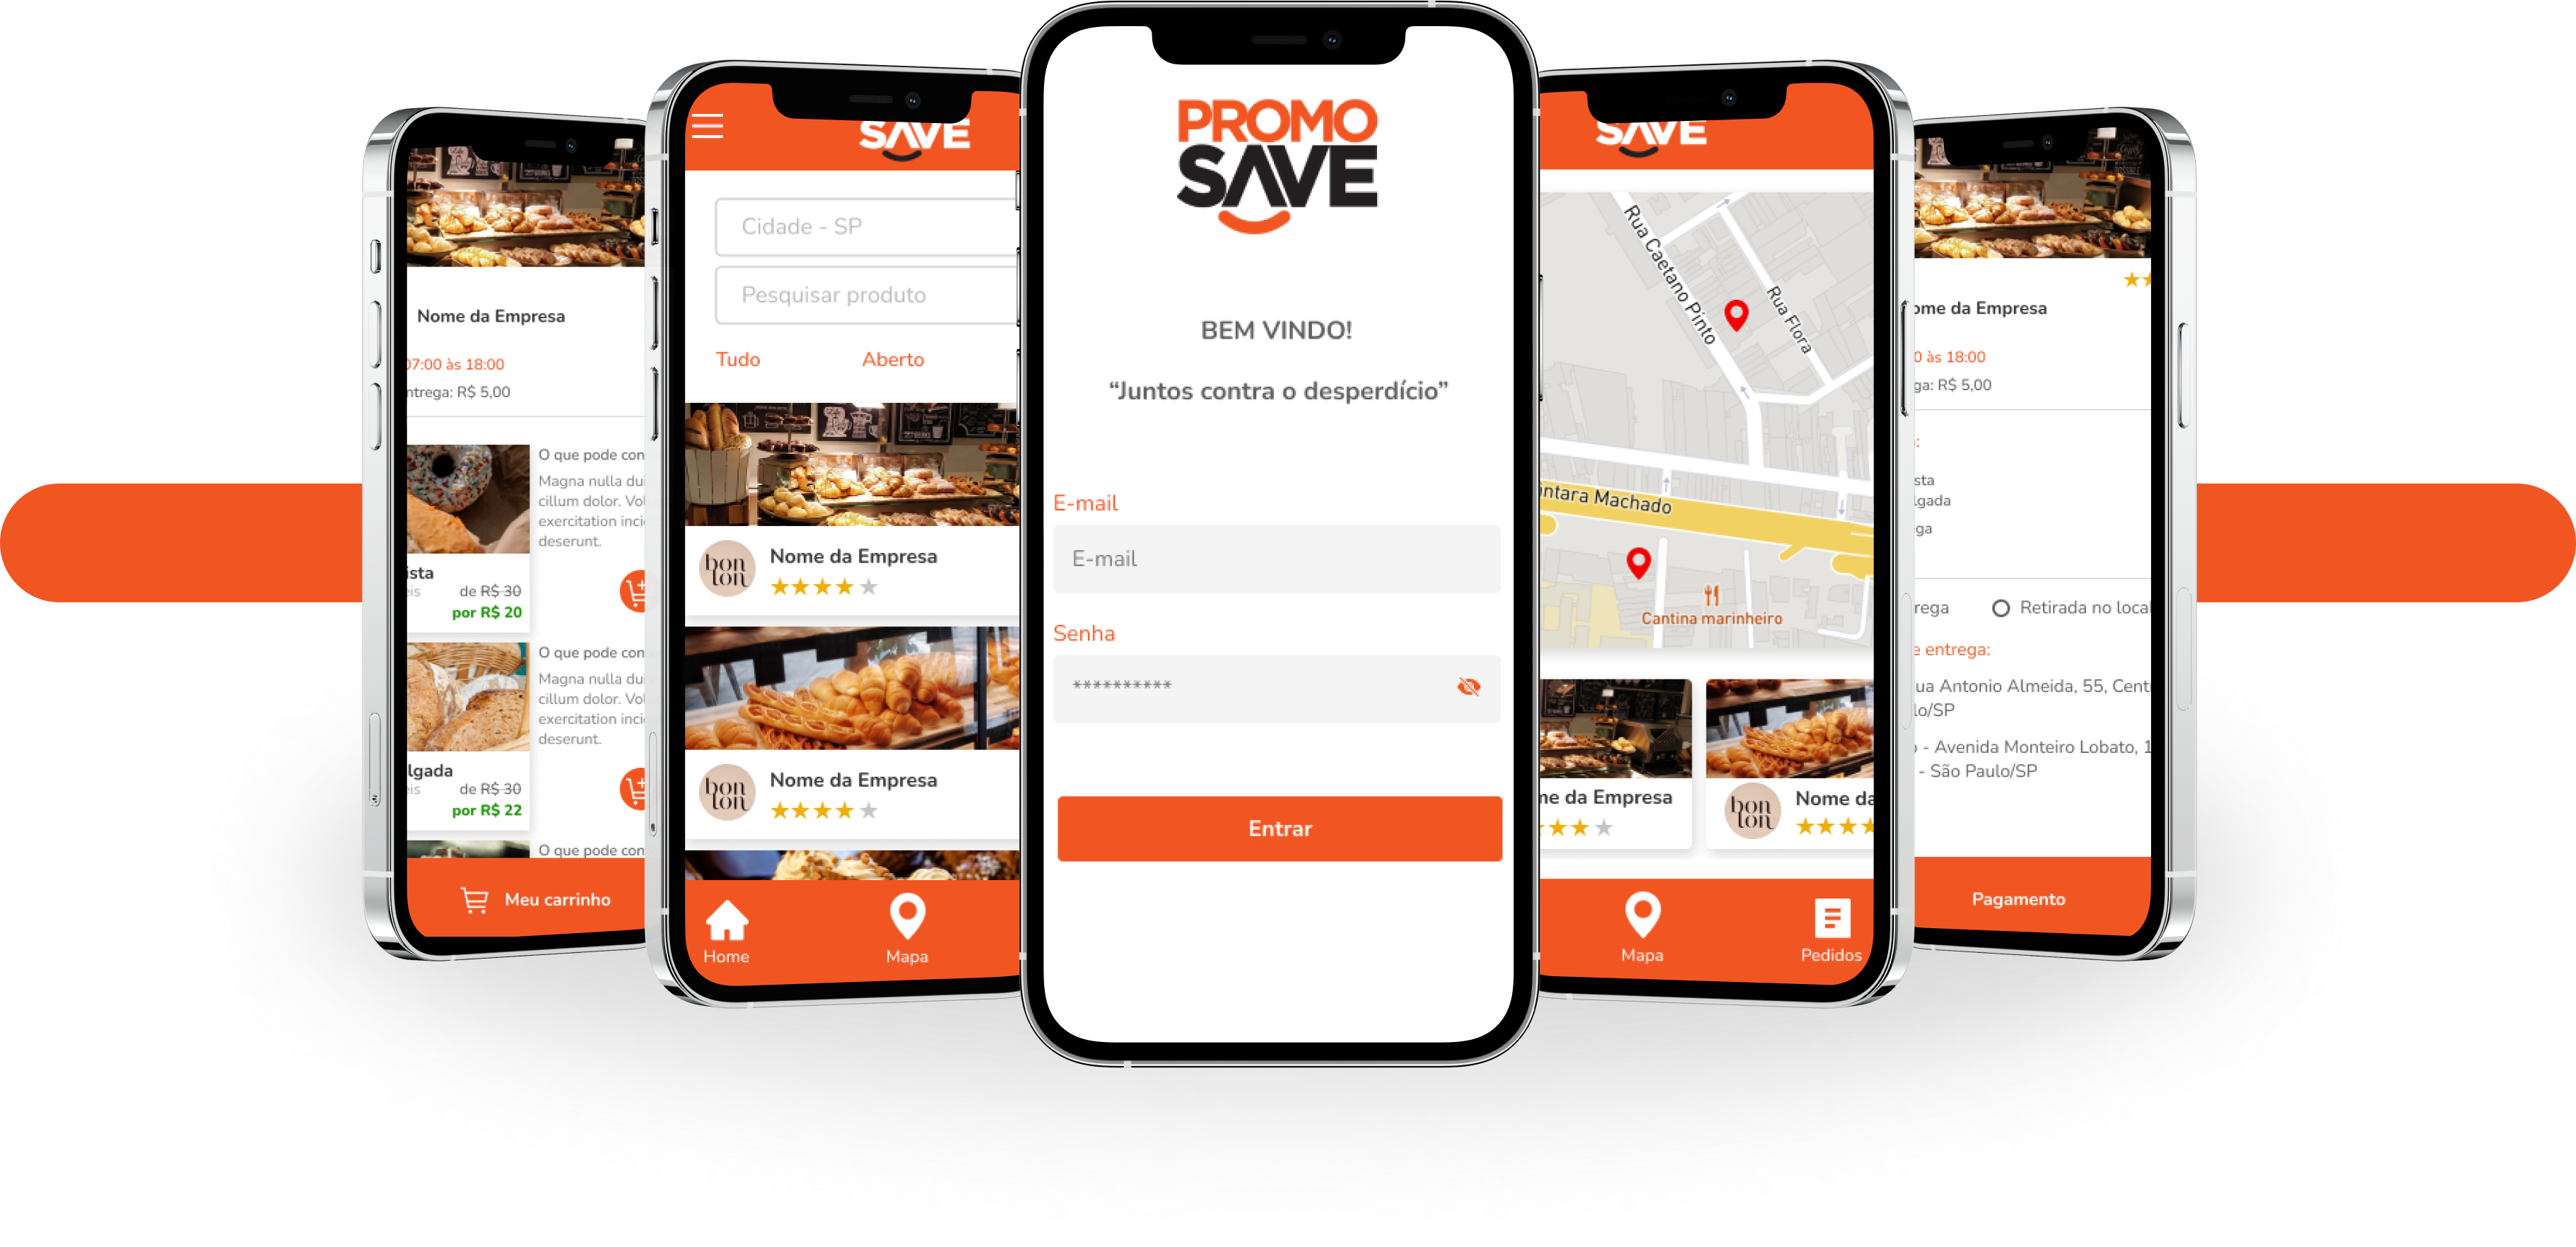 Nome da Empresa
07:00 às 18:00
ntrega: R$ 5,00
O que pode con
Magna nulla dui
cillum dolor. Vol
exercitation inci
deserunt.
ista
eis
de R$ 30
por R$ 20
O que pode con
Magna nulla dui
cillum dolor. Vol
exercitation inci
deserunt.
lgada
eis
de R$ 30
por R$ 22
O que pode con
Meu carrinho
SAVE
Cidade - SP
Pesquisar produto
Tudo
Aberto
bon
ton
Nome da Empresa
bon
ton
Nome da Empresa
Home
Mapa
PROMO
SAVE
BEM VINDO!
“Juntos contra o desperdício”
E-mail
E-mail
Senha
**********
Entrar
SAVE
Rua Caetano Pinto
Rua Flora
ântara Machado
Cantina marinheiro
me da Empresa
bon
ton
Nome da
Mapa
Pedidos
ome da Empresa
0 às 18:00
ga: R$ 5,00
:
sta
lgada
ga
rega
Retirada no local
e entrega:
ua Antonio Almeida, 55, Cent
lo/SP
o - Avenida Monteiro Lobato, 1
- São Paulo/SP
Pagamento